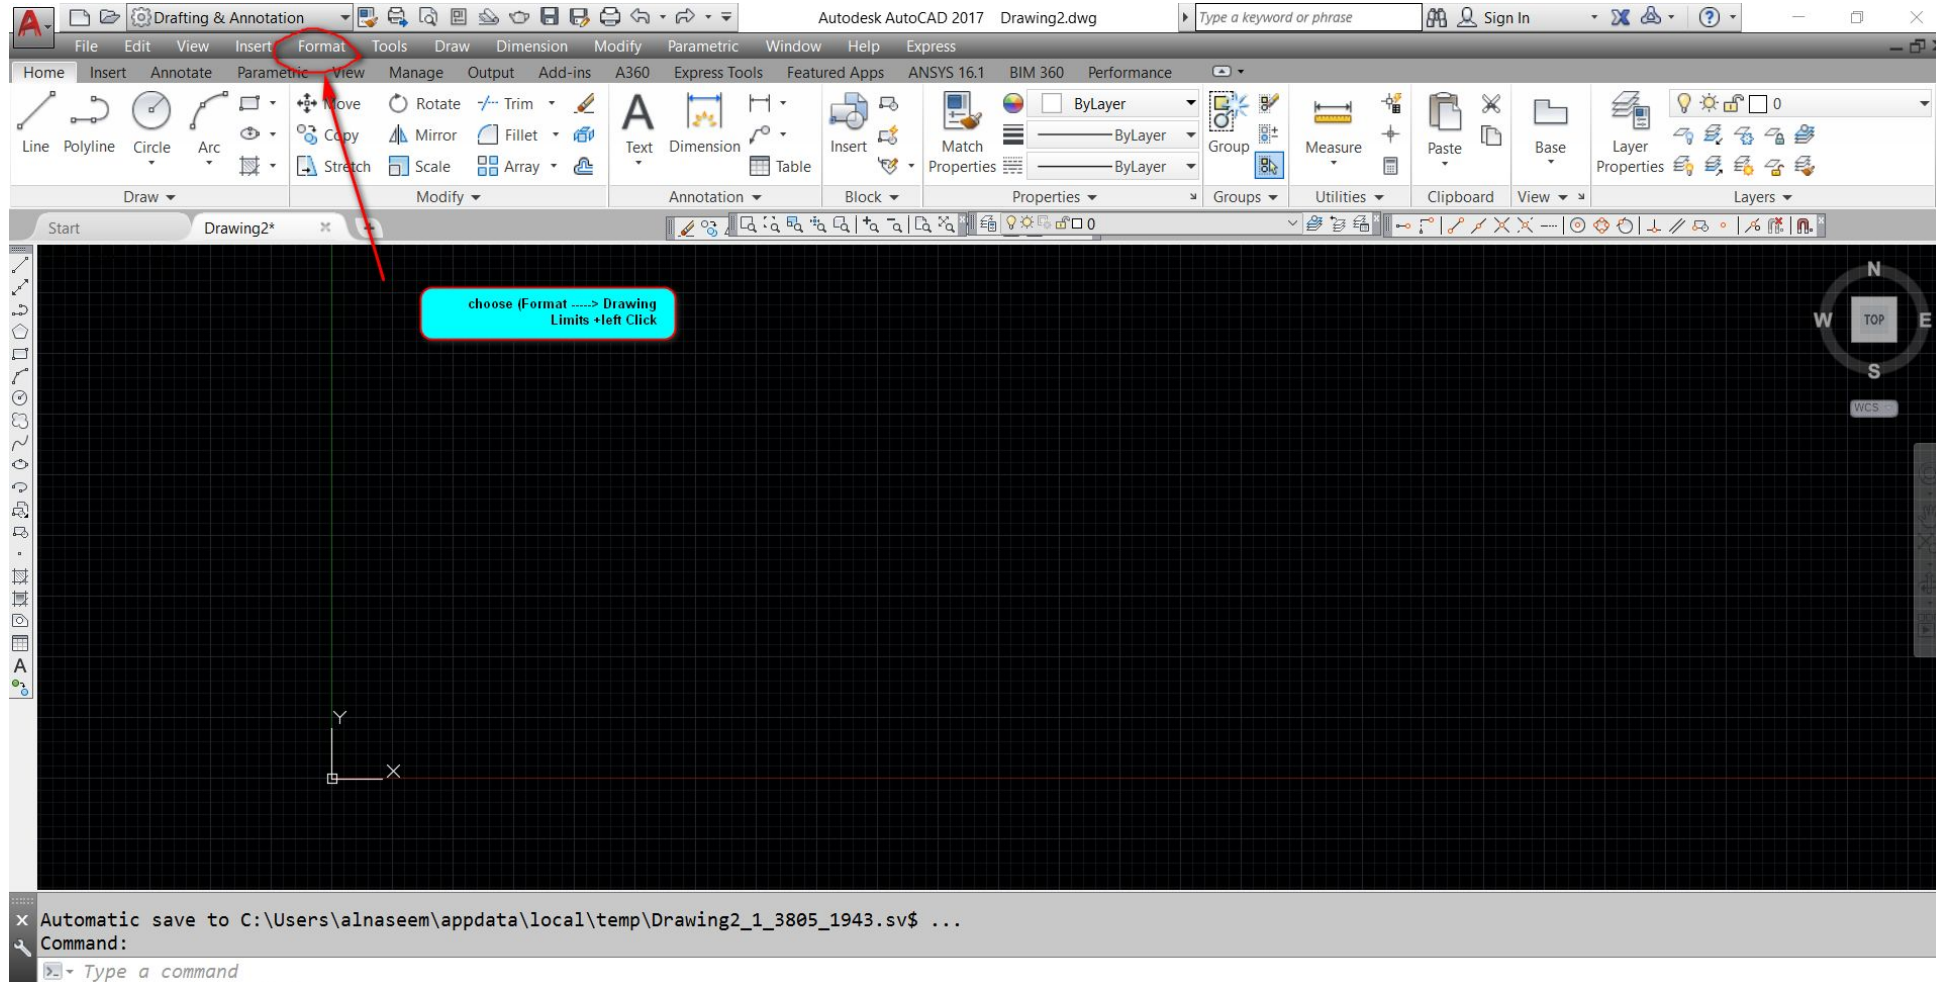 Drafting & Annotation
Autodesk AutoCAD 2017 Drawing2.dwg
Type a keyword or phrase
Sign In
File Edit View Insert Format Tools Draw Dimension Modify Parametric Window Help Express
Home Insert Annotate Parametric View Manage Output Add-ins A360 Express Tools Featured Apps ANSYS 16.1 BIM 360 Performance
Move Rotate Trim ByLayer 0
Copy Mirror Fillet ByLayer
Line Polyline Circle Arc Text Dimension Insert Match Properties Group Measure Paste Base Layer Properties
Stretch Scale Array Table ByLayer
Draw Modify Annotation Block Properties Groups Utilities Clipboard View Layers
Start Drawing2* 0
choose (Format -----> Drawing
Limits +left Click
N
W TOP E
S
WCS
A
Y
X
Automatic save to C:\Users\alnaseem\appdata\local\temp\Drawing2_1_3805_1943.sv$ ...
Command:
Type a command